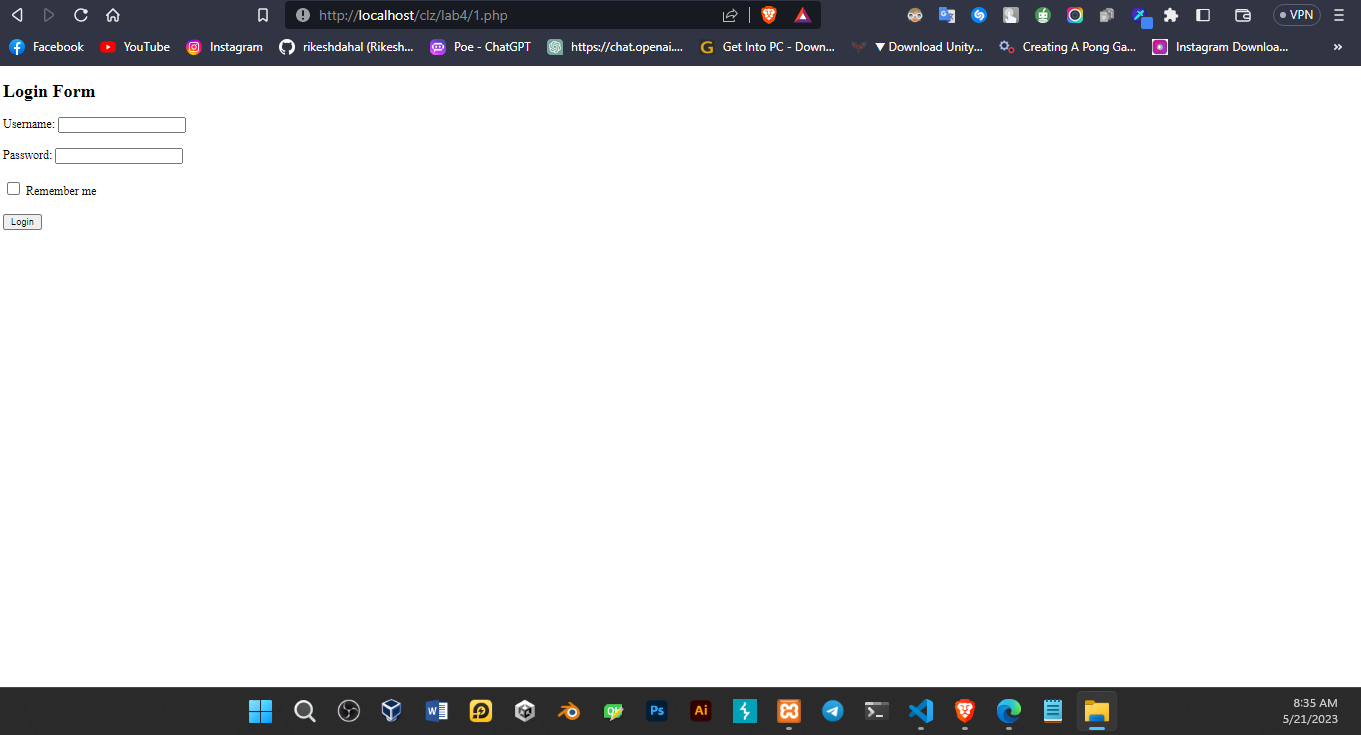 http://localhost/clz/lab4/1.php
VPN
Facebook YouTube Instagram rikeshdahal (Rikesh... Poe - ChatGPT https://chat.openai.... Get Into PC - Down... ▼ Download Unity... Creating A Pong Ga... Instagram Downloa... »
Login Form
Username:
Password:
Remember me
Login
Ps Ai
8:35 AM
5/21/2023